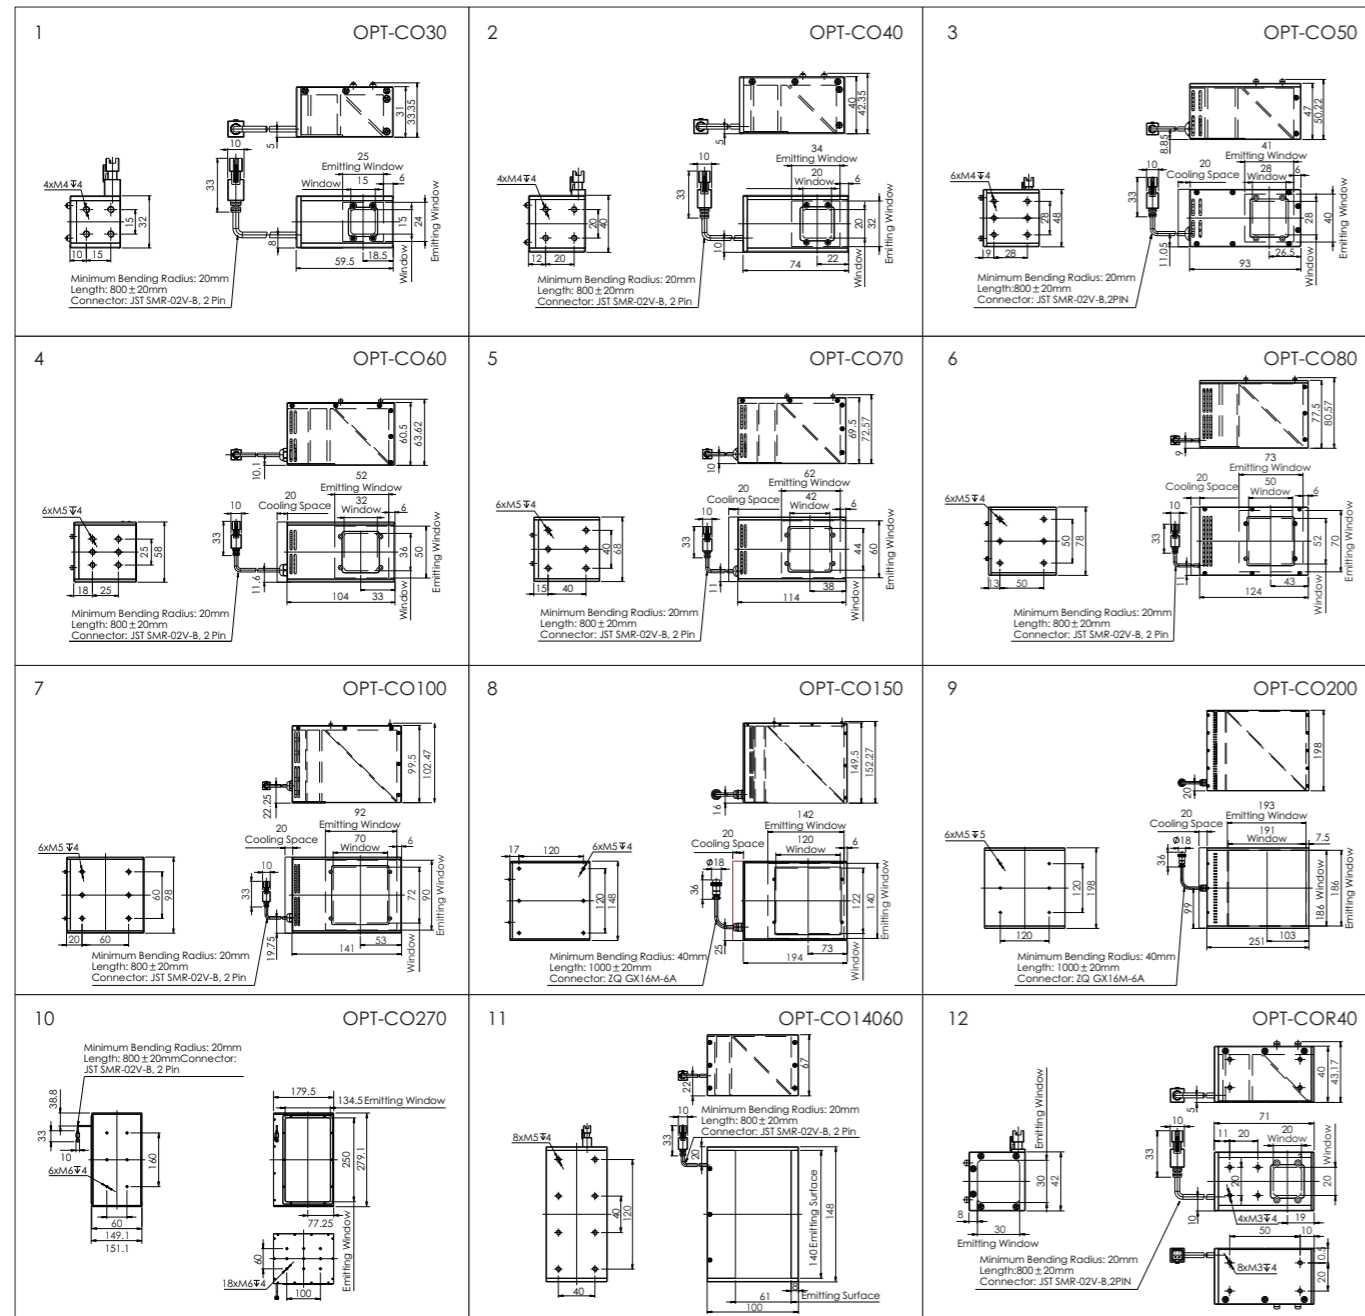 1
OPT-CO30
31
33.35
5
10
33
25
Emitting Window
Window
15
6
4xM4↧4
15
32
10
15
8
15
24
Window
Emitting Window
18.5
59.5
Minimum Bending Radius: 20mm
Length: 800±20mm
Connector: JST SMR-02V-B, 2 Pin
2
OPT-CO40
40
42.35
5
10
33
34
Emitting Window
20
Window
6
4xM4↧4
20
40
12
20
10
20
32
Window
Emitting Window
22
74
Minimum Bending Radius: 20mm
Length: 800±20mm
Connector: JST SMR-02V-B, 2 Pin
3
OPT-CO50
47
50.22
8.85
10
33
20
Cooling Space
41
Emitting Window
28
Window
6
6xM4↧4
28
48
19
28
11.05
28
40
Window
Emitting Window
26.5
93
Minimum Bending Radius: 20mm
Length:800±20mm
Connector: JST SMR-02V-B,2PIN
4
OPT-CO60
60.5
63.62
10.1
10
33
20
Cooling Space
52
Emitting Window
32
Window
6
6xM5↧4
25
58
18
25
11.6
36
50
Window
Emitting Window
33
104
Minimum Bending Radius: 20mm
Length: 800±20mm
Connector: JST SMR-02V-B, 2 Pin
5
OPT-CO70
69.5
72.57
10
10
33
20
Cooling Space
62
Emitting Window
42
Window
6
6xM5↧4
40
68
15
40
11
44
60
Window
Emitting Window
38
114
Minimum Bending Radius: 20mm
Length: 800±20mm
Connector: JST SMR-02V-B, 2 Pin
6
OPT-CO80
77.5
80.57
9
10
33
20
Cooling Space
73
Emitting Window
50
Window
6
6xM5↧4
50
78
13
50
11
52
70
Window
Emitting Window
43
124
Minimum Bending Radius: 20mm
Length: 800±20mm
Connector: JST SMR-02V-B, 2 Pin
7
OPT-CO100
99.5
102.47
22.25
10
33
20
Cooling Space
92
Emitting Window
70
Window
6
6xM5↧4
60
98
20
60
19.75
72
90
Window
Emitting Window
53
141
Minimum Bending Radius: 20mm
Length: 800±20mm
Connector: JST SMR-02V-B, 2 Pin
8
OPT-CO150
149.5
152.27
16
Ø18
36
20
Cooling Space
142
Emitting Window
120
Window
6
17
120
6xM5↧4
120
148
25
122
140
Window
Emitting Window
73
194
Minimum Bending Radius: 40mm
Length: 1000±20mm
Connector: ZQ GX16M-6A
9
OPT-CO200
198
20
Ø18
36
20
Cooling Space
193
Emitting Window
191
Window
7.5
6xM5↧5
120
198
120
99
186 Window
186
Emitting Window
103
251
Minimum Bending Radius: 40mm
Length: 1000±20mm
Connector: ZQ GX16M-6A
10
OPT-CO270
Minimum Bending Radius: 20mm
Length: 800±20mmConnector:
JST SMR-02V-B, 2 Pin
38.8
33
10
6xM6↧4
160
60
149.1
151.1
179.5
134.5 Emitting Window
250
279.1
77.25
Emitting Window
60
18xM6↧4
100
11
OPT-CO14060
67
22
10
33
20
Minimum Bending Radius: 20mm
Length: 800±20mm
Connector: JST SMR-02V-B, 2 Pin
8xM5↧4
40
120
40
140 Emitting Surface
148
8
61
Emitting Surface
100
12
OPT-COR40
40
43.17
5
10
33
Emitting Window
30
42
8
30
Emitting Window
71
11
20
20
Window
Window
20
20
10
4xM3↧4
19
50
10
10.5
20
8xM3↧4
Minimum Bending Radius: 20mm
Length:800±20mm
Connector: JST SMR-02V-B,2PIN